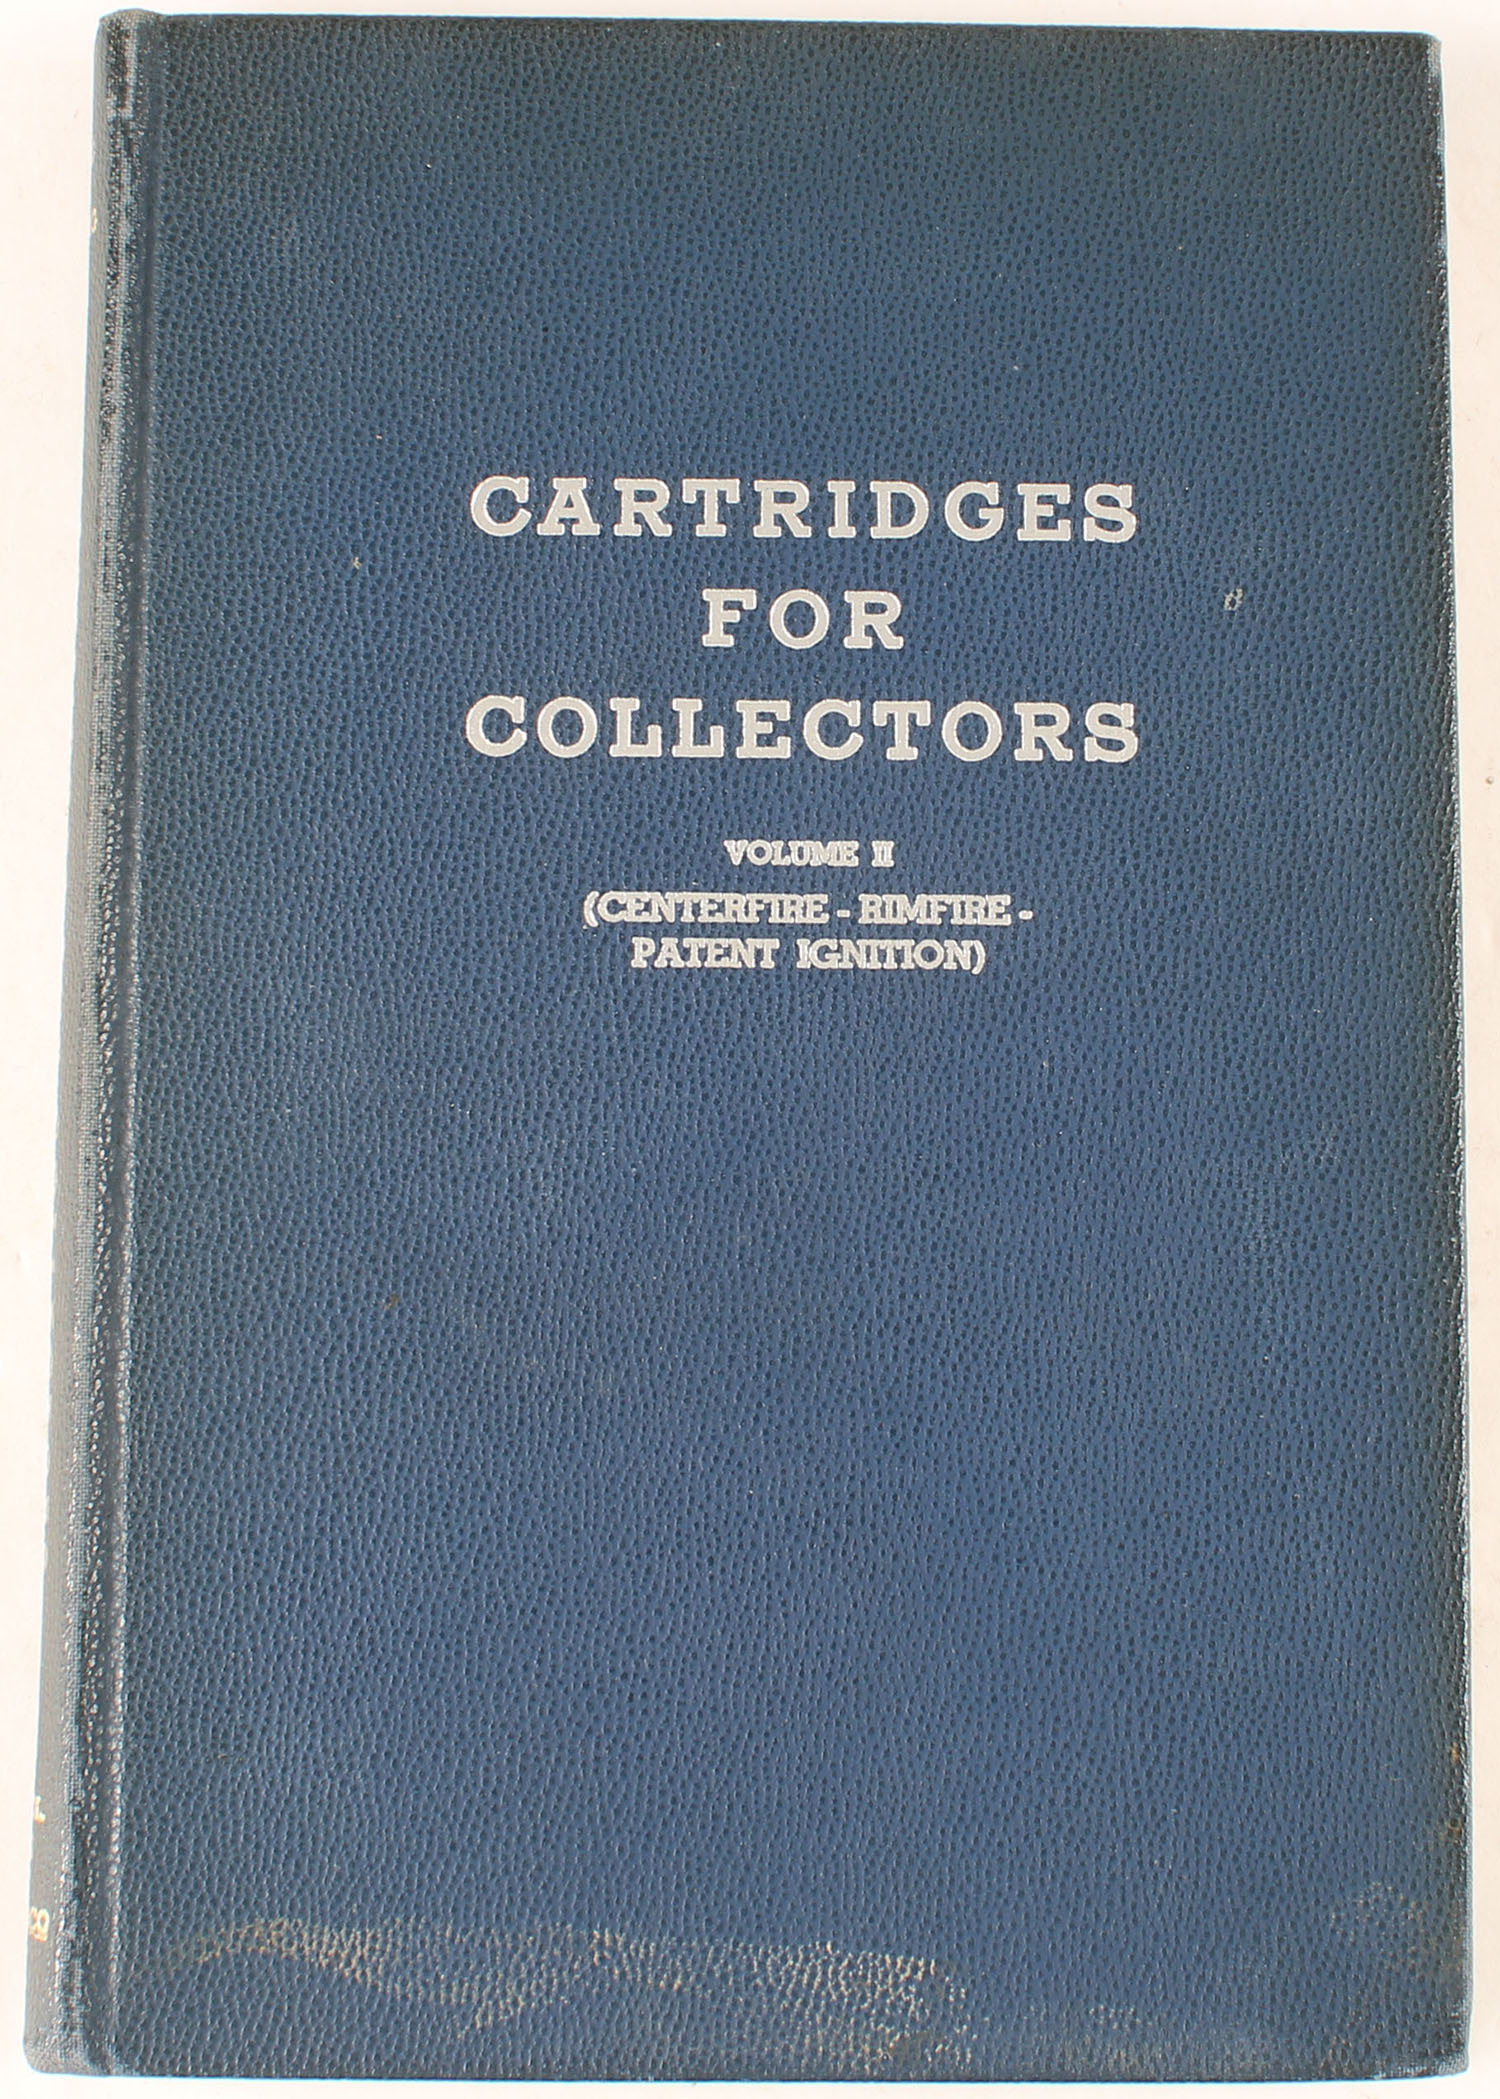 CARTRIDGES
FOR
COLLECTORS
VOLUME II
(CENTERFIRE - RIMFIRE -
PATENT IGNITION)